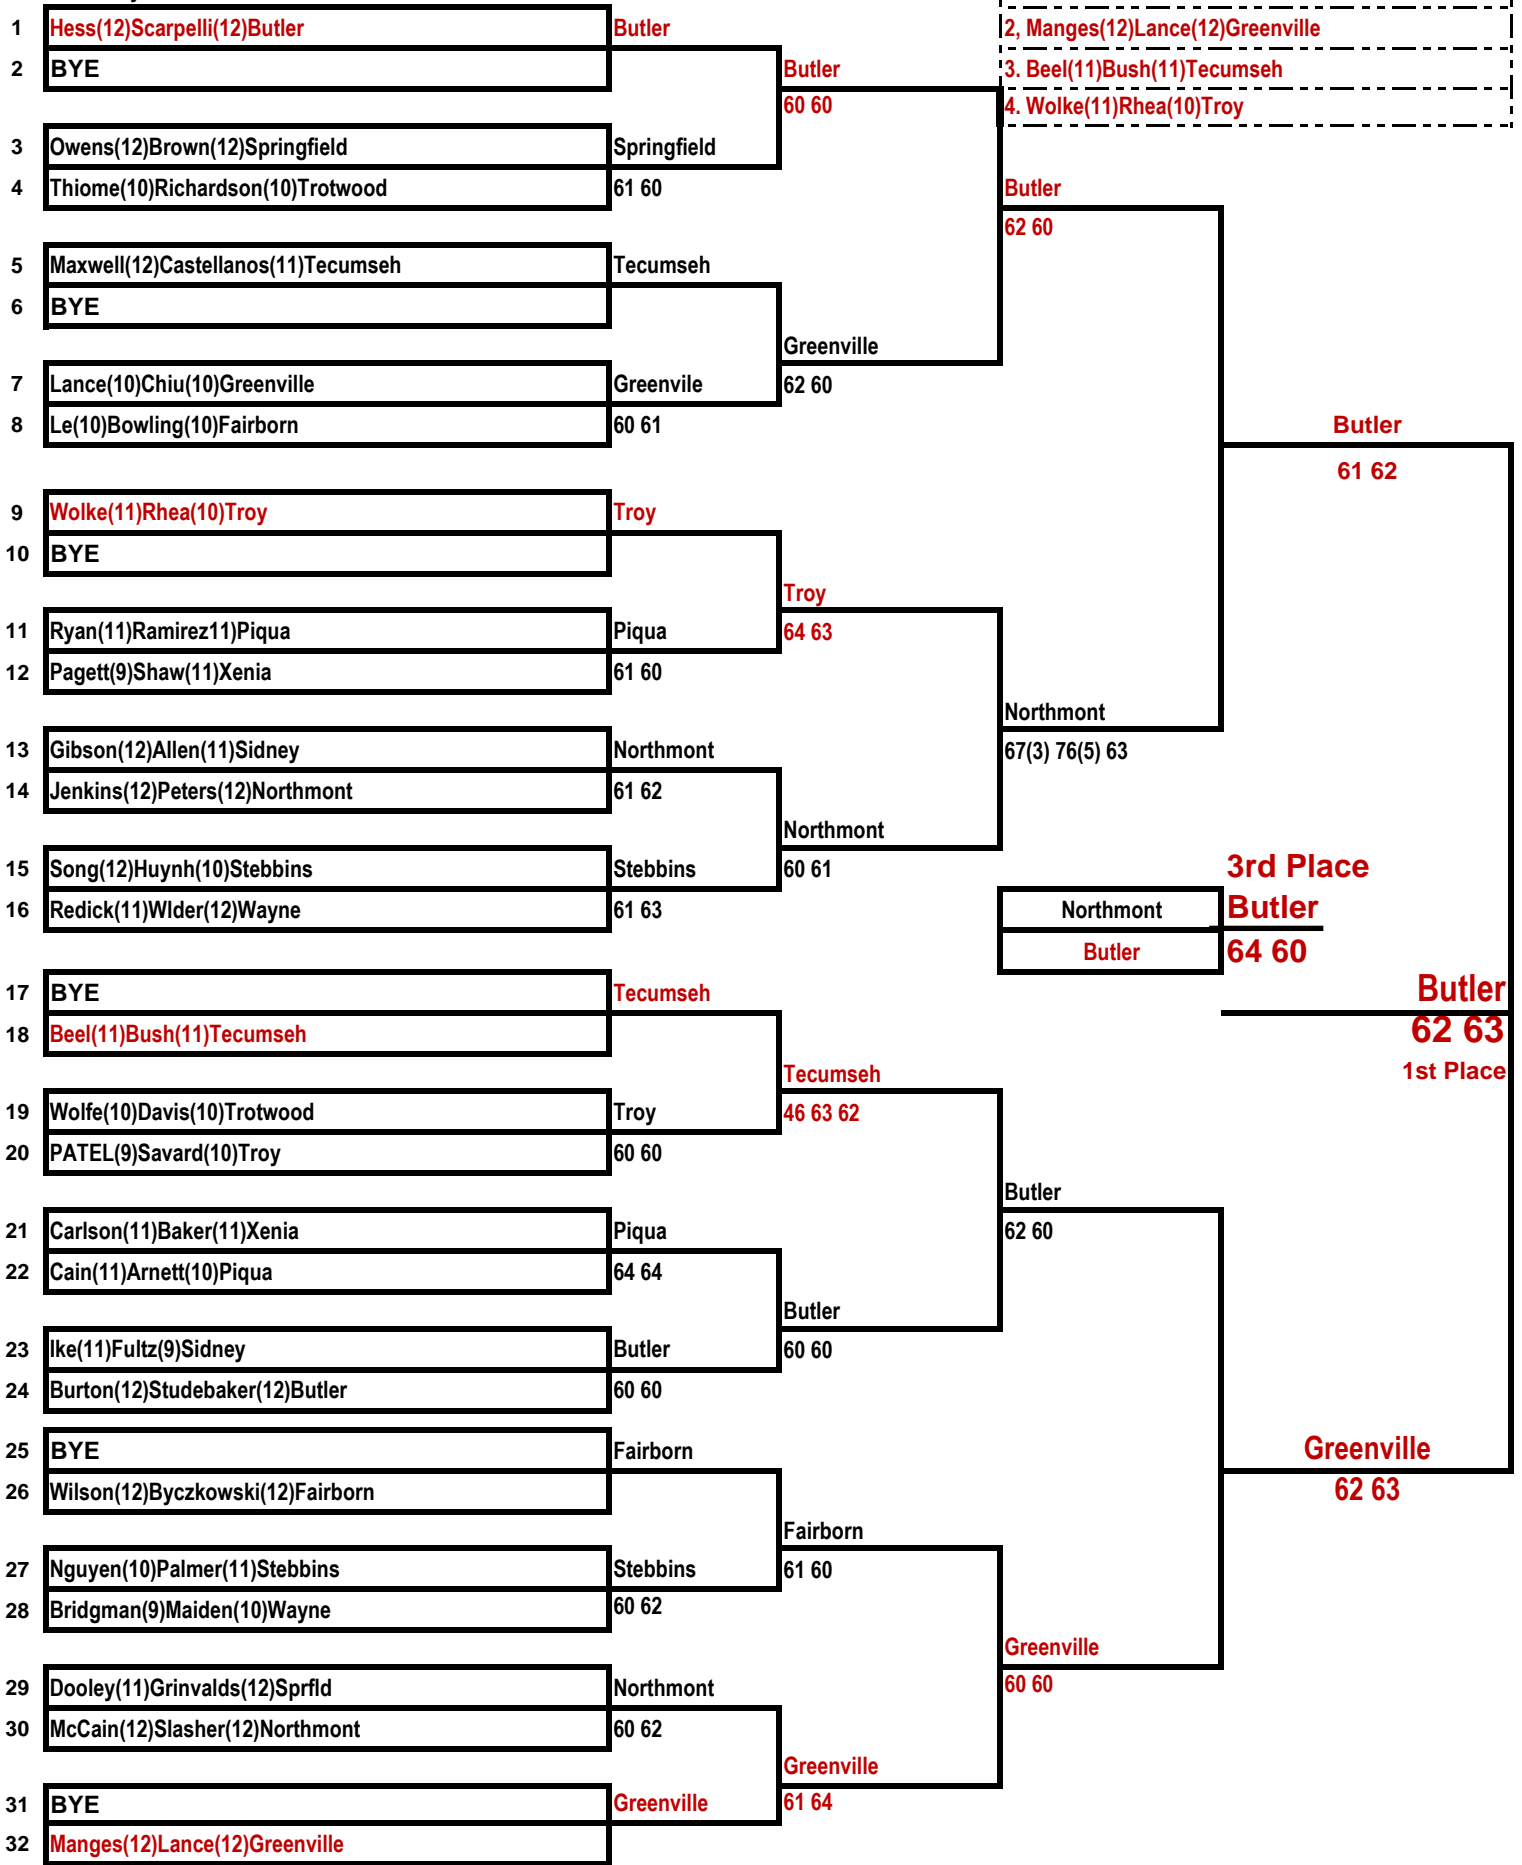 1 Hess(12)Scarpelli(12)Butler Butler 2, Manges(12)Lance(12)Greenville
2 BYE Butler 3. Beel(11)Bush(11)Tecumseh
60 60 4. Wolke(11)Rhea(10)Troy
3 Owens(12)Brown(12)Springfield Springfield
4 Thiome(10)Richardson(10)Trotwood 61 60 Butler
62 60
5 Maxwell(12)Castellanos(11)Tecumseh Tecumseh
6 BYE
Greenville
7 Lance(10)Chiu(10)Greenville Greenvile 62 60
8 Le(10)Bowling(10)Fairborn 60 61 Butler
61 62
9 Wolke(11)Rhea(10)Troy Troy
10 BYE
Troy
11 Ryan(11)Ramirez11)Piqua Piqua 64 63
12 Pagett(9)Shaw(11)Xenia 61 60
Northmont
13 Gibson(12)Allen(11)Sidney Northmont 67(3) 76(5) 63
14 Jenkins(12)Peters(12)Northmont 61 62
Northmont
15 Song(12)Huynh(10)Stebbins Stebbins 60 61 3rd Place
16 Redick(11)Wlder(12)Wayne 61 63 Northmont Butler
Butler 64 60
17 BYE Tecumseh Butler
18 Beel(11)Bush(11)Tecumseh 62 63
Tecumseh 1st Place
19 Wolfe(10)Davis(10)Trotwood Troy 46 63 62
20 PATEL(9)Savard(10)Troy 60 60
Butler
21 Carlson(11)Baker(11)Xenia Piqua 62 60
22 Cain(11)Arnett(10)Piqua 64 64
Butler
23 Ike(11)Fultz(9)Sidney Butler 60 60
24 Burton(12)Studebaker(12)Butler 60 60
25 BYE Fairborn Greenville
26 Wilson(12)Byczkowski(12)Fairborn 62 63
Fairborn
27 Nguyen(10)Palmer(11)Stebbins Stebbins 61 60
28 Bridgman(9)Maiden(10)Wayne 60 62
Greenville
29 Dooley(11)Grinvalds(12)Sprfld Northmont 60 60
30 McCain(12)Slasher(12)Northmont 60 62
Greenville
31 BYE Greenville 61 64
32 Manges(12)Lance(12)Greenville